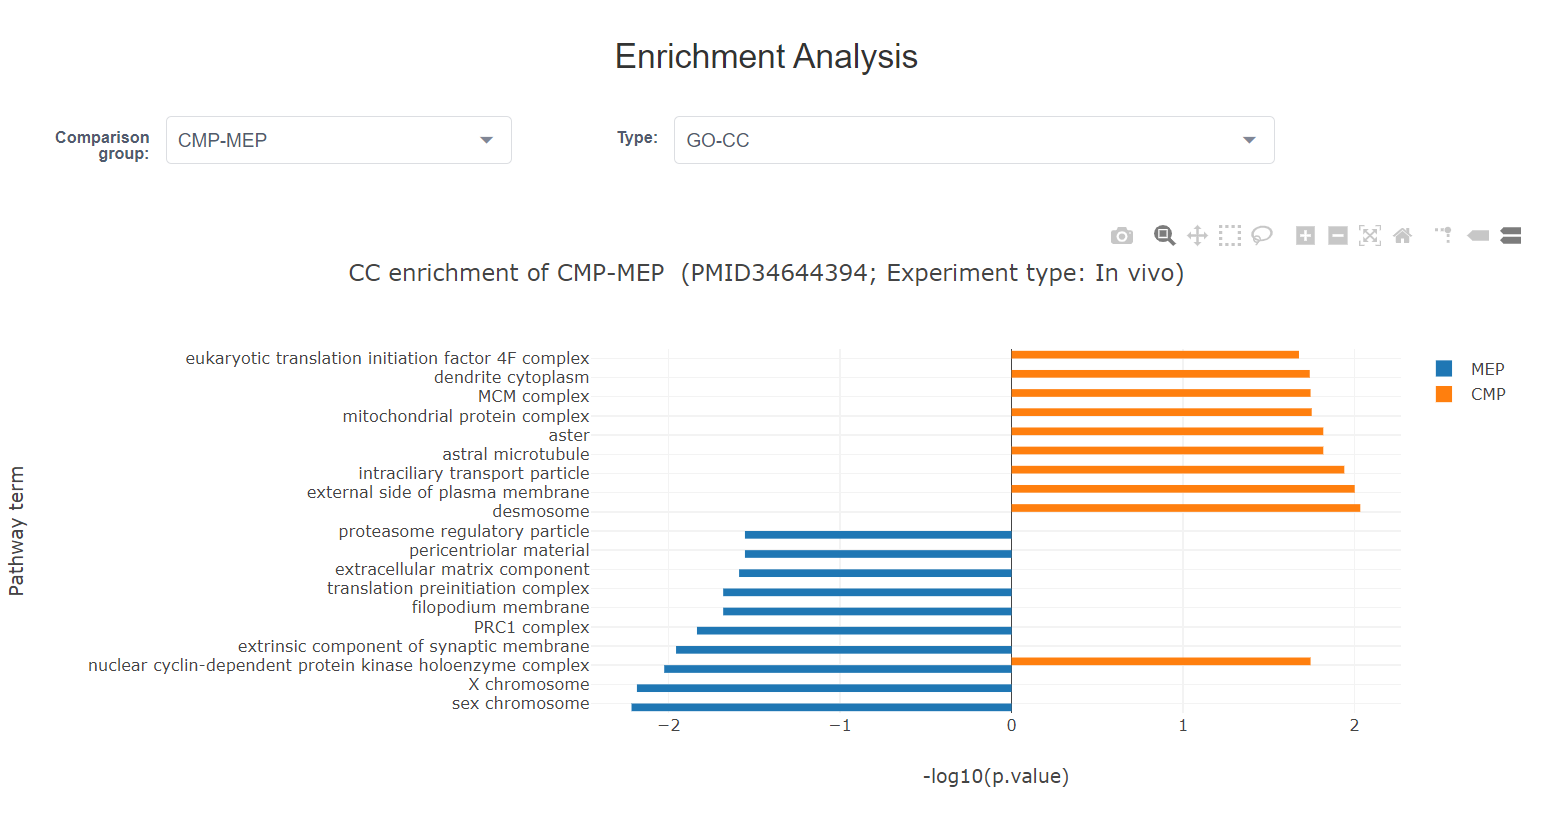 Enrichment Analysis
Comparison group:
CMP-MEP
Type:
GO-CC
CC enrichment of CMP-MEP (PMID34644394; Experiment type: In vivo)
eukaryotic translation initiation factor 4F complex
dendrite cytoplasm
MCM complex
mitochondrial protein complex
aster
astral microtubule
intraciliary transport particle
external side of plasma membrane
desmosome
proteasome regulatory particle
pericentriolar material
extracellular matrix component
translation preinitiation complex
filopodium membrane
PRC1 complex
extrinsic component of synaptic membrane
nuclear cyclin-dependent protein kinase holoenzyme complex
X chromosome
sex chromosome
Pathway term
−2 −1 0 1 2
-log10(p.value)
MEP
CMP